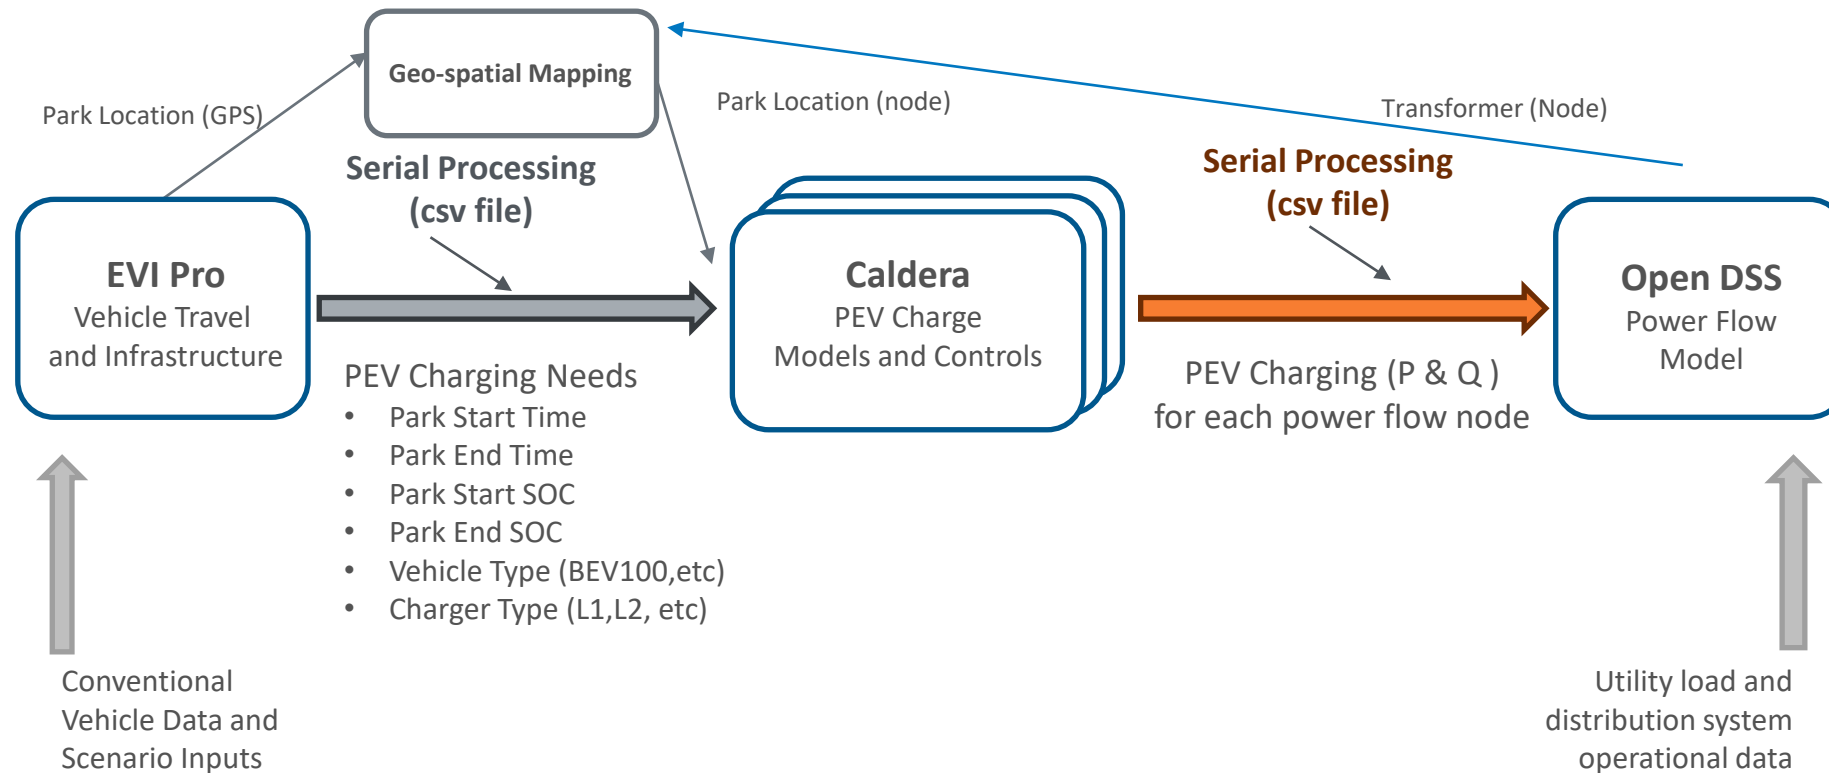 Geo-spatial Mapping
Park Location (GPS)
Park Location (node)
Transformer (Node)
Serial Processing
(csv file)
Serial Processing
(csv file)
EVI Pro
Vehicle Travel
and Infrastructure
Caldera
PEV Charge
Models and Controls
Open DSS
Power Flow
Model
PEV Charging Needs
• Park Start Time
• Park End Time
• Park Start SOC
• Park End SOC
• Vehicle Type (BEV100,etc)
• Charger Type (L1,L2, etc)
PEV Charging (P & Q )
for each power flow node
Conventional
Vehicle Data and
Scenario Inputs
Utility load and
distribution system
operational data